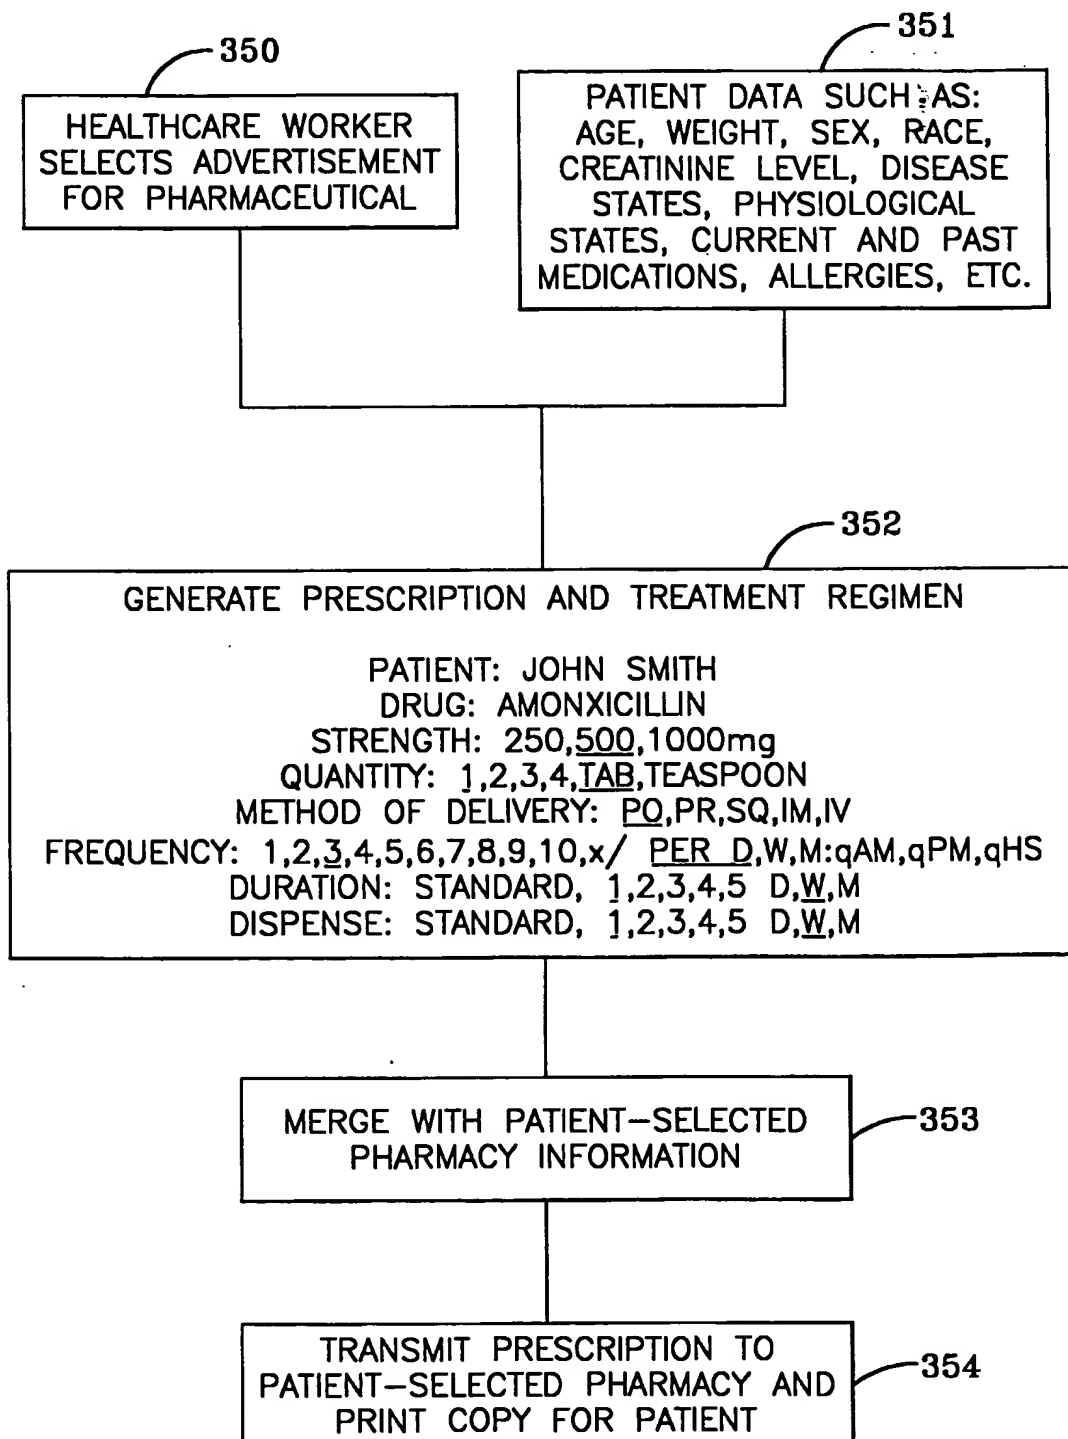 350
HEALTHCARE WORKER
SELECTS ADVERTISEMENT
FOR PHARMACEUTICAL
351
PATIENT DATA SUCH AS:
AGE, WEIGHT, SEX, RACE,
CREATININE LEVEL, DISEASE
STATES, PHYSIOLOGICAL
STATES, CURRENT AND PAST
MEDICATIONS, ALLERGIES, ETC.
352
GENERATE PRESCRIPTION AND TREATMENT REGIMEN
PATIENT: JOHN SMITH
DRUG: AMONXICILLIN
STRENGTH: 250,500,1000mg
QUANTITY: 1,2,3,4,TAB,TEASPOON
METHOD OF DELIVERY: PO,PR,SQ,IM,IV
FREQUENCY: 1,2,3,4,5,6,7,8,9,10,x/ PER D,W,M:qAM,qPM,qHS
DURATION: STANDARD, 1,2,3,4,5 D,W,M
DISPENSE: STANDARD, 1,2,3,4,5 D,W,M
MERGE WITH PATIENT-SELECTED
PHARMACY INFORMATION
353
TRANSMIT PRESCRIPTION TO
PATIENT-SELECTED PHARMACY AND
PRINT COPY FOR PATIENT
354